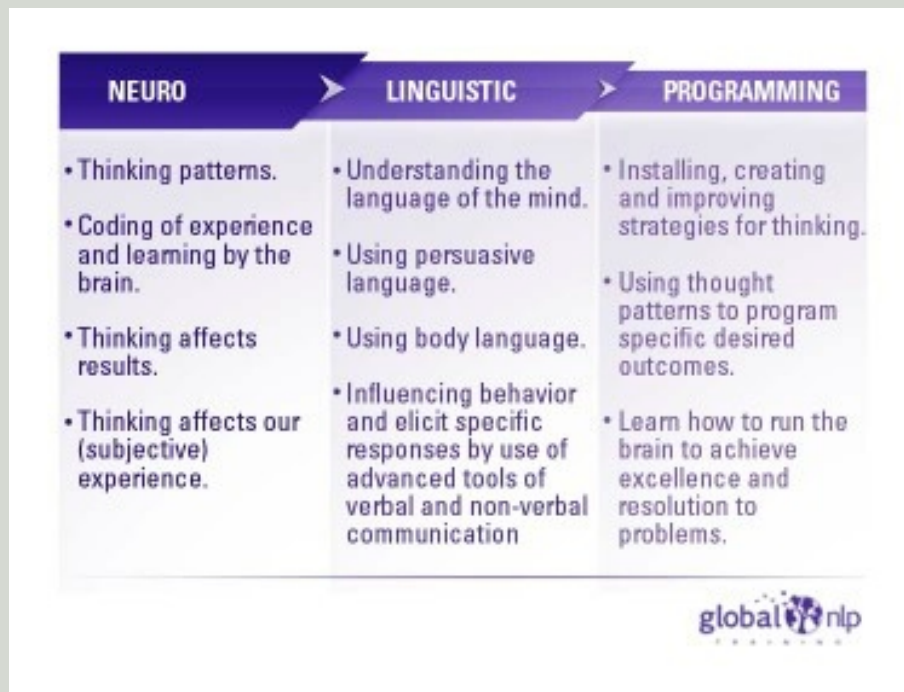 NEURO
LINGUISTIC
PROGRAMMING
• Thinking patterns.
• Coding of experience
and learning by the
brain.
• Thinking affects
results.
• Thinking affects our
(subjective)
experience.
• Understanding the
language of the mind.
• Using persuasive
language.
• Using body language.
• Influencing behavior
and elicit specific
responses by use of
advanced tools of
verbal and non-verbal
communication
• Installing, creating
and improving
strategies for thinking.
• Using thought
patterns to program
specific desired
outcomes.
• Learn how to run the
brain to achieve
excellence and
resolution to
problems.
global nlp